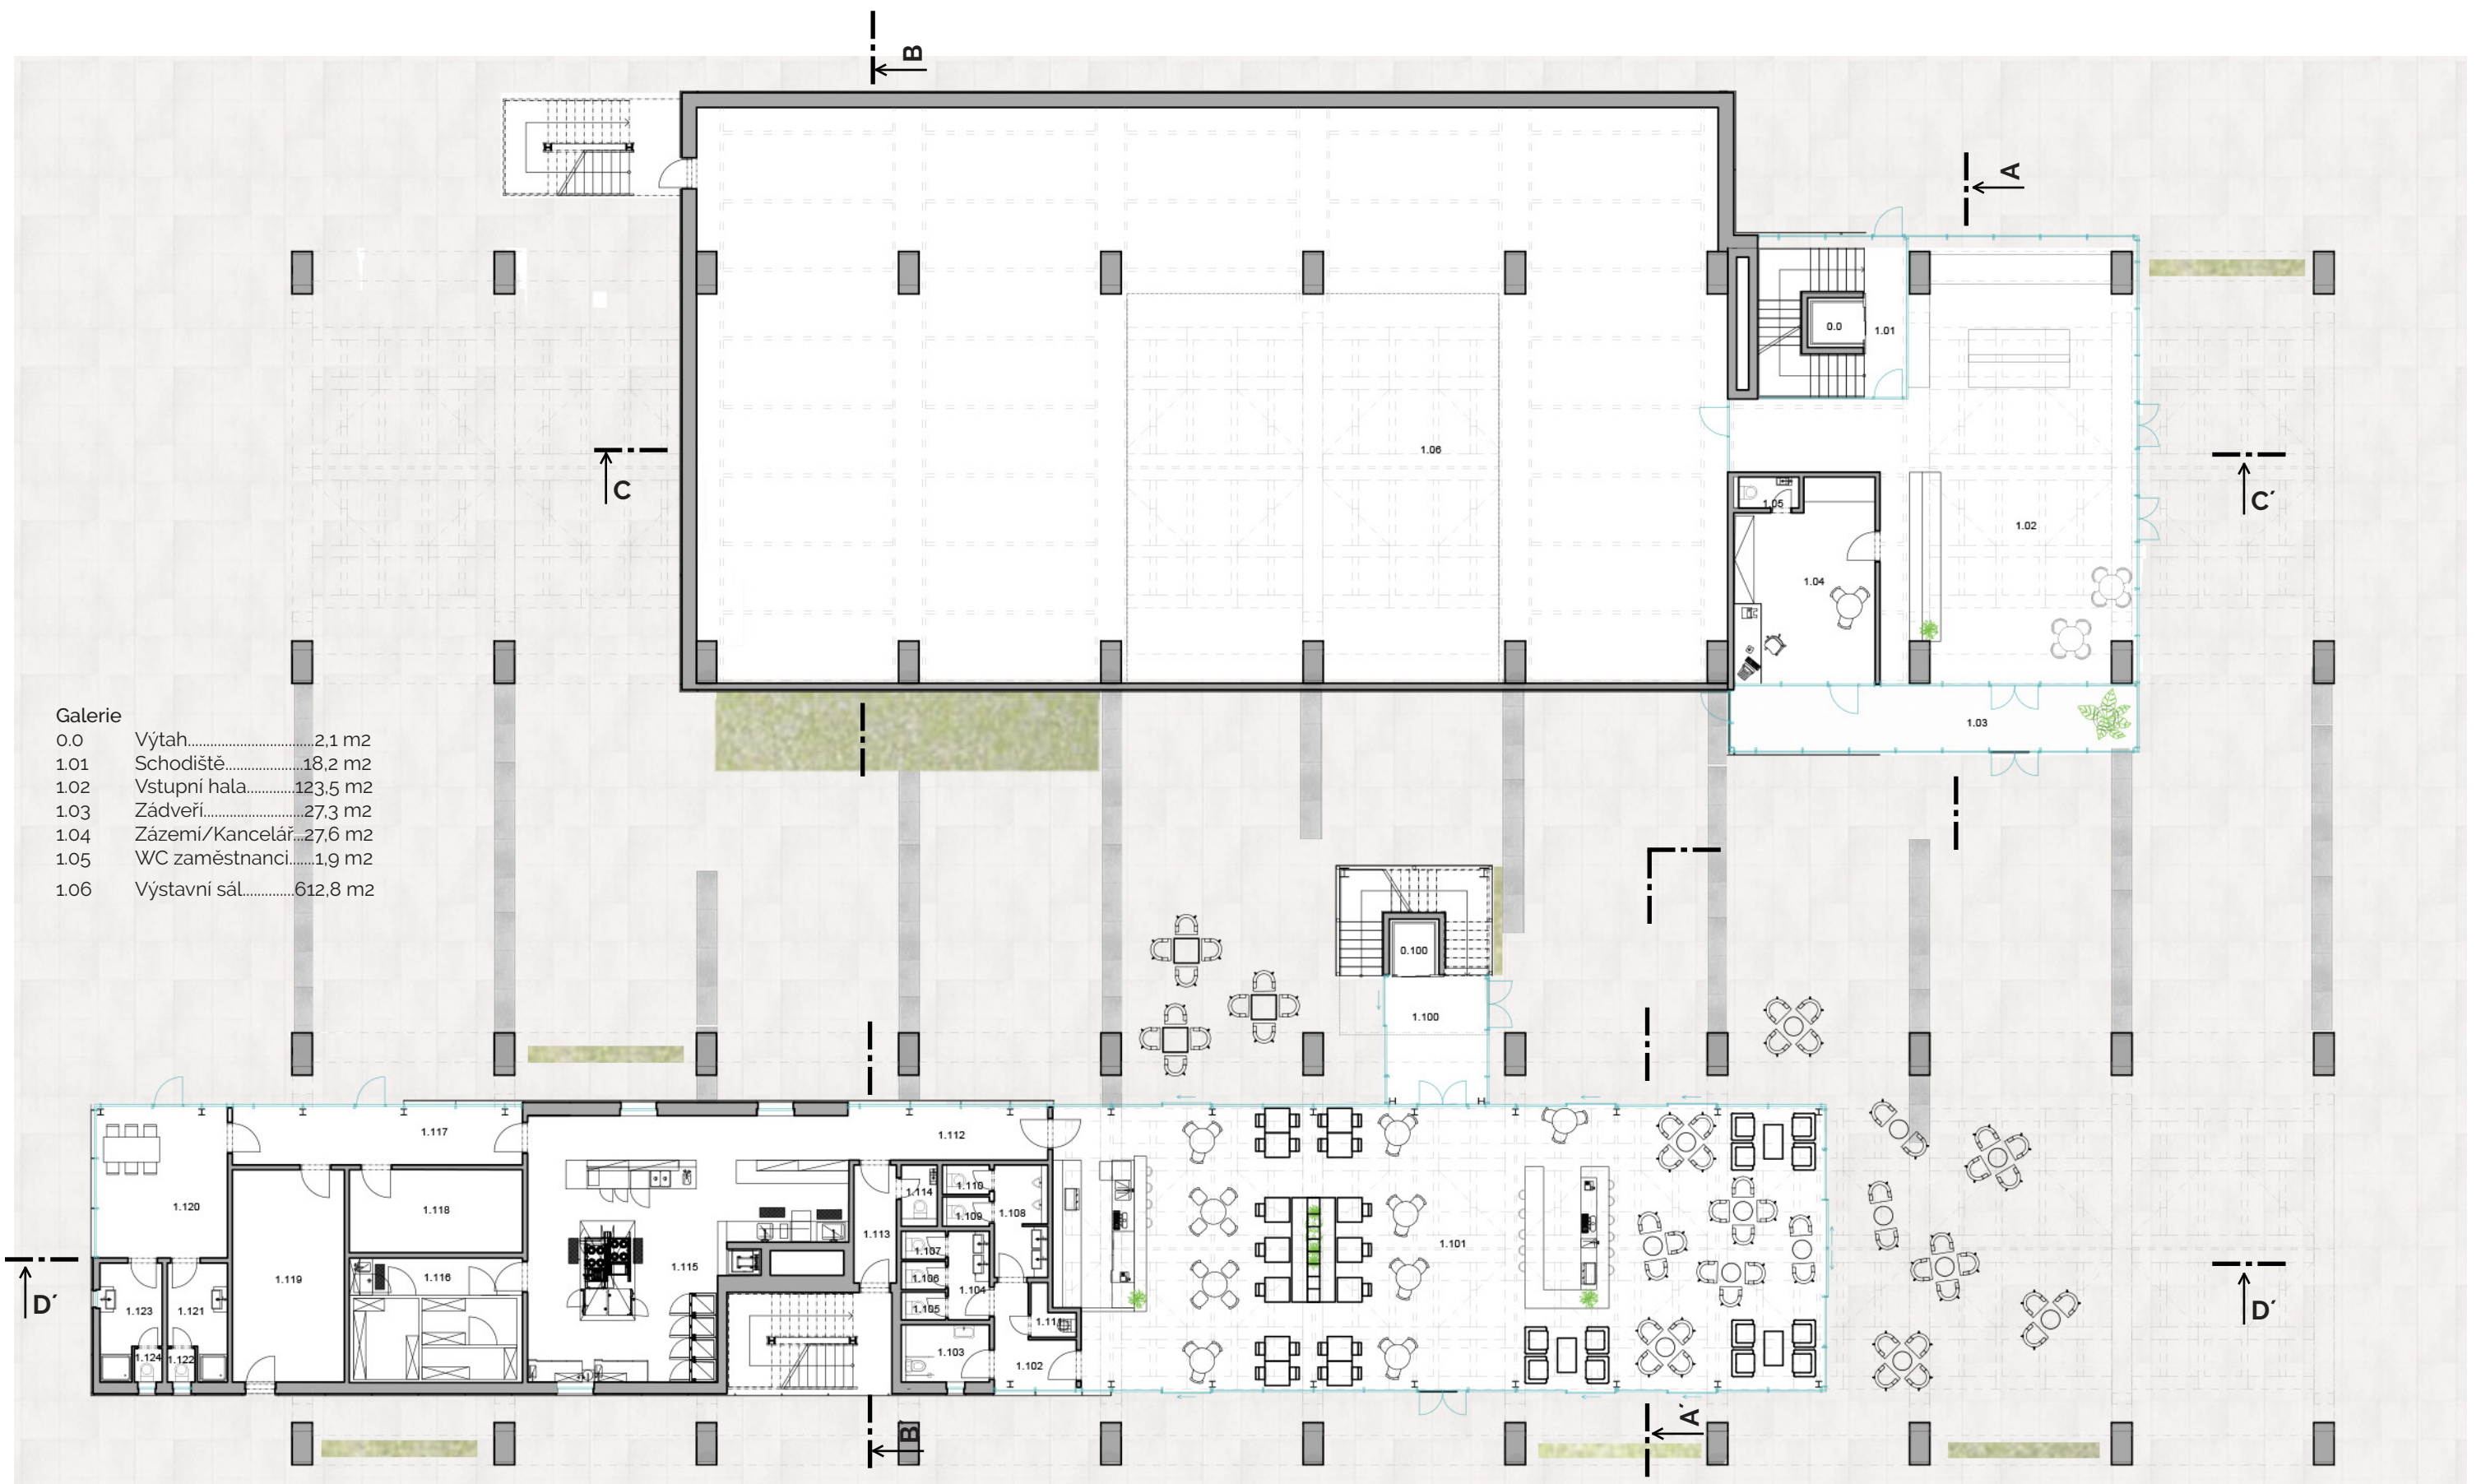 B
A
0.0
1.01
1.06
C
1.05
C´
1.02
1.04
Galerie
0.0 Výtah................................2,1 m2
1.01 Schodiště....................18,2 m2
1.02 Vstupní hala............123,5 m2
1.03 Zádveří.........................27,3 m2
1.04 Zázemí/Kancelář...27,6 m2
1.05 WC zaměstnanci.......1,9 m2
1.06 Výstavní sál.............612,8 m2
1.03
0.100
1.100
1.117
1.112
1.120
1.118
1.114
1.110
1.109
1.108
1.113
1.101
1.107
1.115
1.119
1.116
1.106
1.104
1.123
1.121
1.105
1.111
D´
D´
1.124
1.122
1.103
1.102
B´
A´